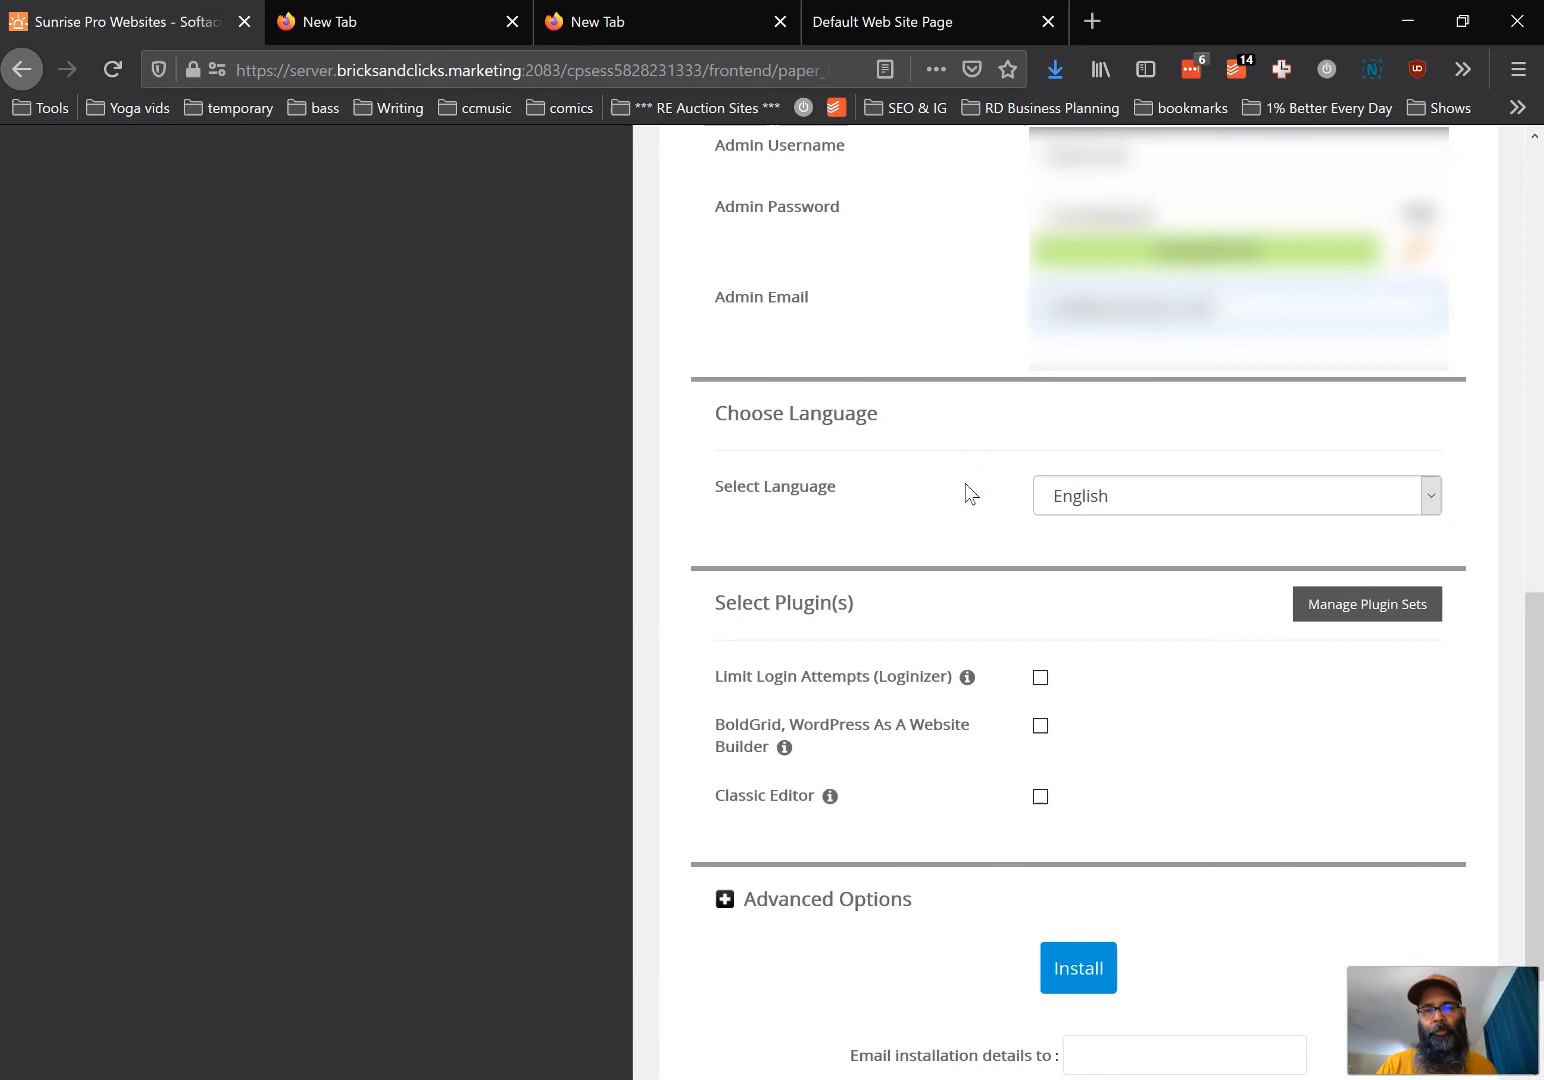 Sunrise Pro Websites - Softacu
New Tab
New Tab
Default Web Site Page
https://server.bricksandclicks.marketing:2083/cpsess5828231333/frontend/paper_
6
14
Tools
Yoga vids
temporary
bass
Writing
ccmusic
comics
*** RE Auction Sites ***
SEO & IG
RD Business Planning
bookmarks
1% Better Every Day
Shows
Admin Username
Admin Password
Admin Email
Choose Language
Select Language
English
Select Plugin(s)
Manage Plugin Sets
Limit Login Attempts (Loginizer)
BoldGrid, WordPress As A Website
Builder
Classic Editor
Advanced Options
Install
Email installation details to :